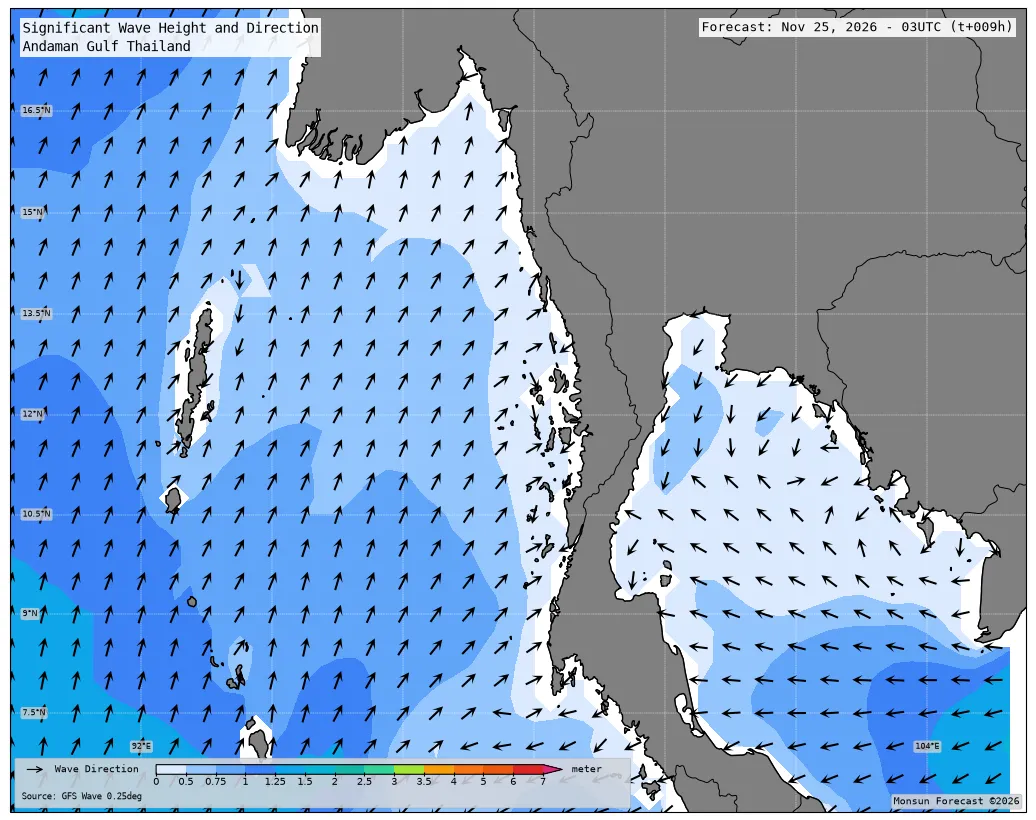 Significant Wave Height and Direction
Andaman Gulf Thailand
Forecast: Nov 25, 2026 - 03UTC (t+009h)
16.5°N
15°N
13.5°N
12°N
10.5°N
9°N
7.5°N
92°E
104°E
Wave Direction
0 0.5 0.75 1 1.25 1.5 2 2.5 3 3.5 4 5 6 7
meter
Source: GFS Wave 0.25deg
Monsun Forecast ©2026